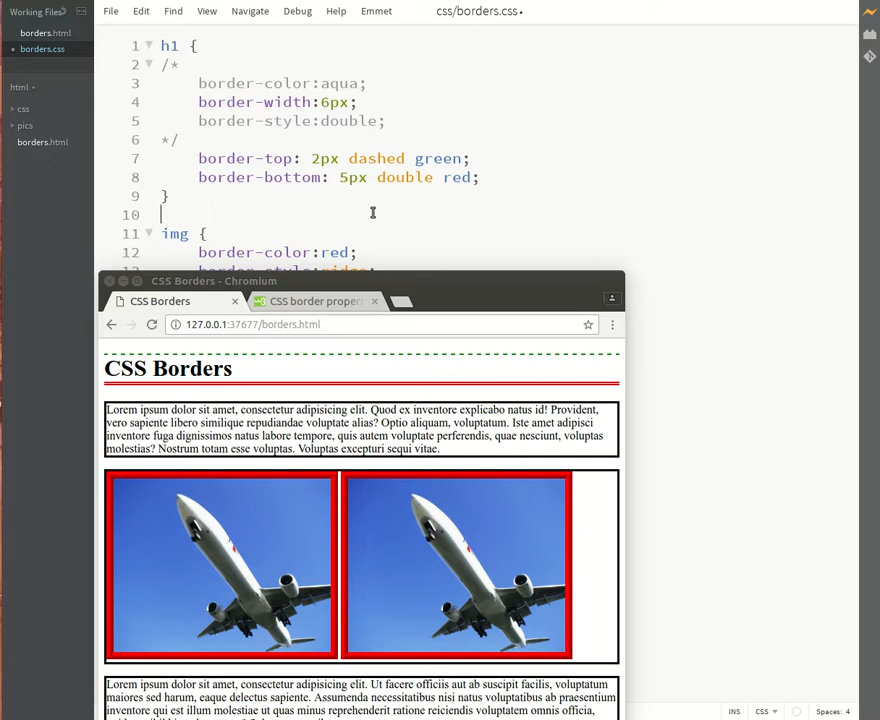 Working Files
File Edit Find View Navigate Debug Help Emmet
css/borders.css •
borders.html
borders.css
html
css
pics
borders.html
1 h1 {
2 /*
3 border-color:aqua;
4 border-width:6px;
5 border-style:double;
6 */
7 border-top: 2px dashed green;
8 border-bottom: 5px double red;
9 }
10
11 img {
12 border-color:red;
13 border-style:ridge;
CSS Borders - Chromium
CSS Borders
CSS border proper
127.0.0.1:37677/borders.html
CSS Borders
Lorem ipsum dolor sit amet, consectetur adipisicing elit. Quod ex inventore explicabo natus id! Provident,
vero sapiente libero similique repudiandae voluptate alias? Optio aliquam, voluptatum. Iste amet adipisci
inventore fuga dignissimos natus labore tempore, quis autem voluptate perferendis, quae nesciunt, voluptas
molestias? Nostrum totam esse voluptas. Voluptas excepturi sequi vitae.
Lorem ipsum dolor sit amet, consectetur adipisicing elit. Ut facere officiis aut ab suscipit facilis, voluptatum
maiores sed harum, eaque delectus sapiente. Assumenda necessitatibus nisi natus voluptatibus ab praesentium
inventore qui est illum molestiae ut quas minus reprehenderit ratione reiciendis voluptatem omnis officia,
INS CSS Spaces: 4